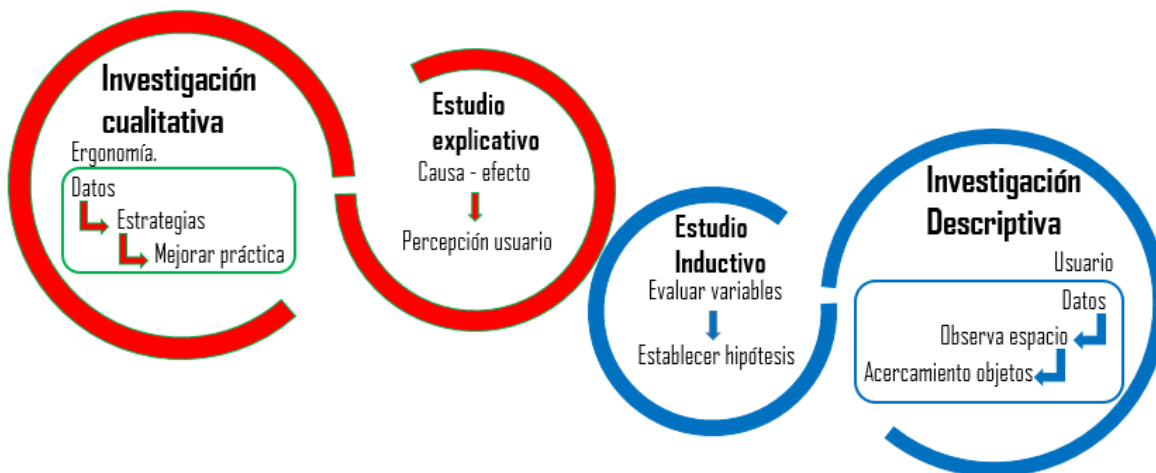 Investigación
cualitativa
Ergonomía.
Datos
Estrategias
Mejorar práctica
Estudio
explicativo
Causa - efecto
Percepción usuario
Estudio
Inductivo
Evaluar variables
Establecer hipótesis
Investigación
Descriptiva
Usuario
Datos
Observa espacio
Acercamiento objetos